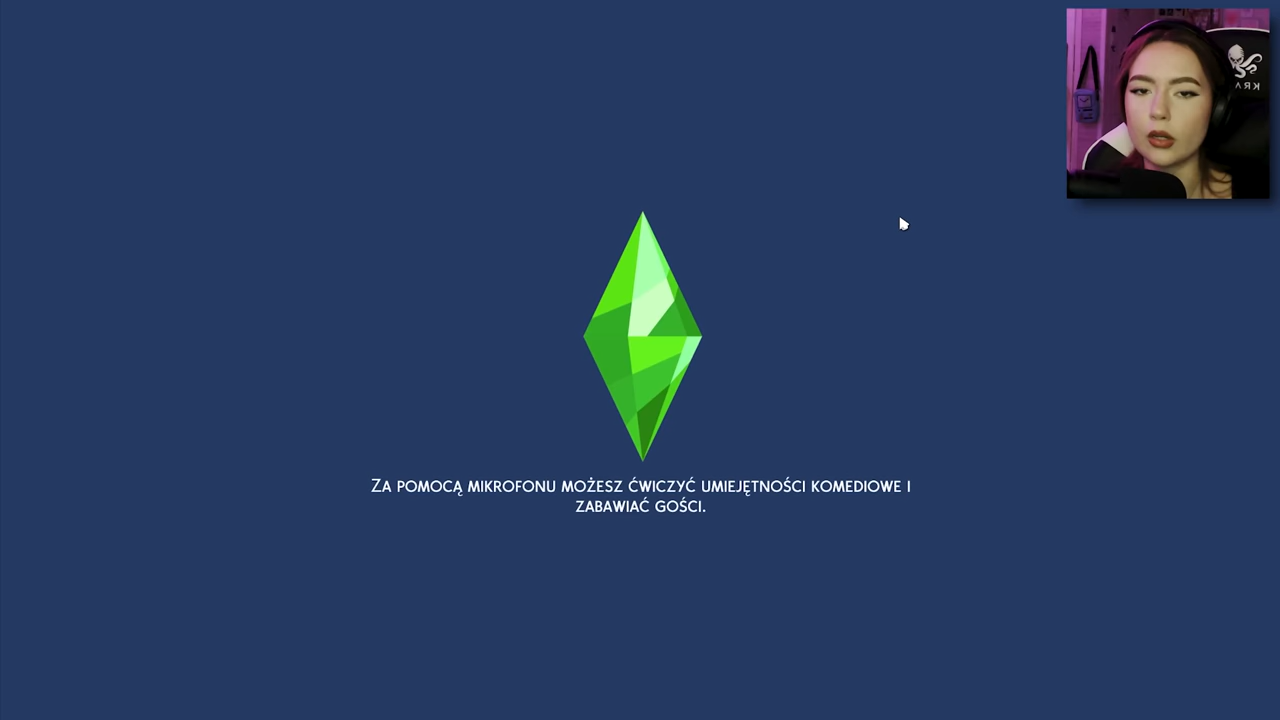 Za pomocą mikrofonu możesz ćwiczyć umiejętności komediowe i
zabawiać gości.